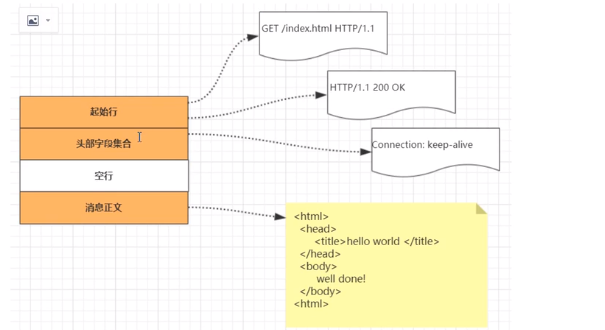 GET /index.html HTTP/1.1
HTTP/1.1 200 OK
起始行
头部字段集合
Connection: keep-alive
空行
消息正文
<html>
<head>
<title>hello world </title>
</head>
<body>
well done!
</body>
<html>